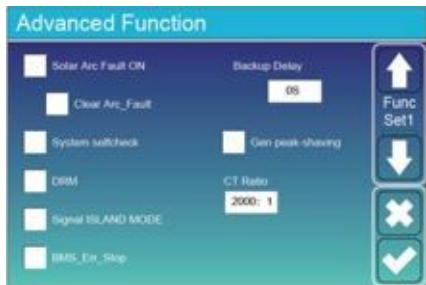 Advanced Function
Solar Arc Fault ON
Clear Arc_Fault
System selfcheck
DRM
Signal ISLAND MODE
BMS_Err_Stop
Backup Delay
0S
Gen peak-shaving
CT Ratio
2000: 1
Func
Set1